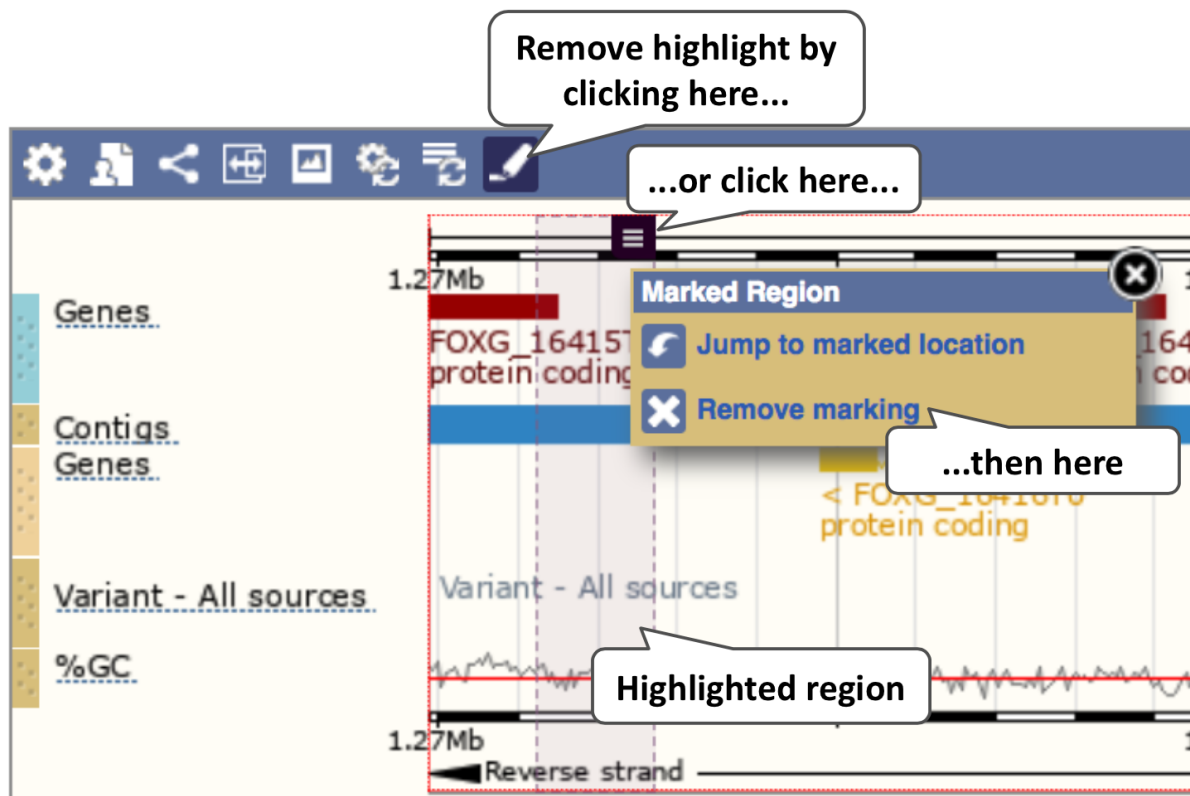 Remove highlight by
clicking here...
...or click here...
1.27Mb
Marked Region
Genes
FOXG_16415
protein coding
Jump to marked location
Remove marking
Contigs
Genes
...then here
protein coding
Variant - All sources
Variant - All sources
%GC
Highlighted region
1.27Mb
Reverse strand